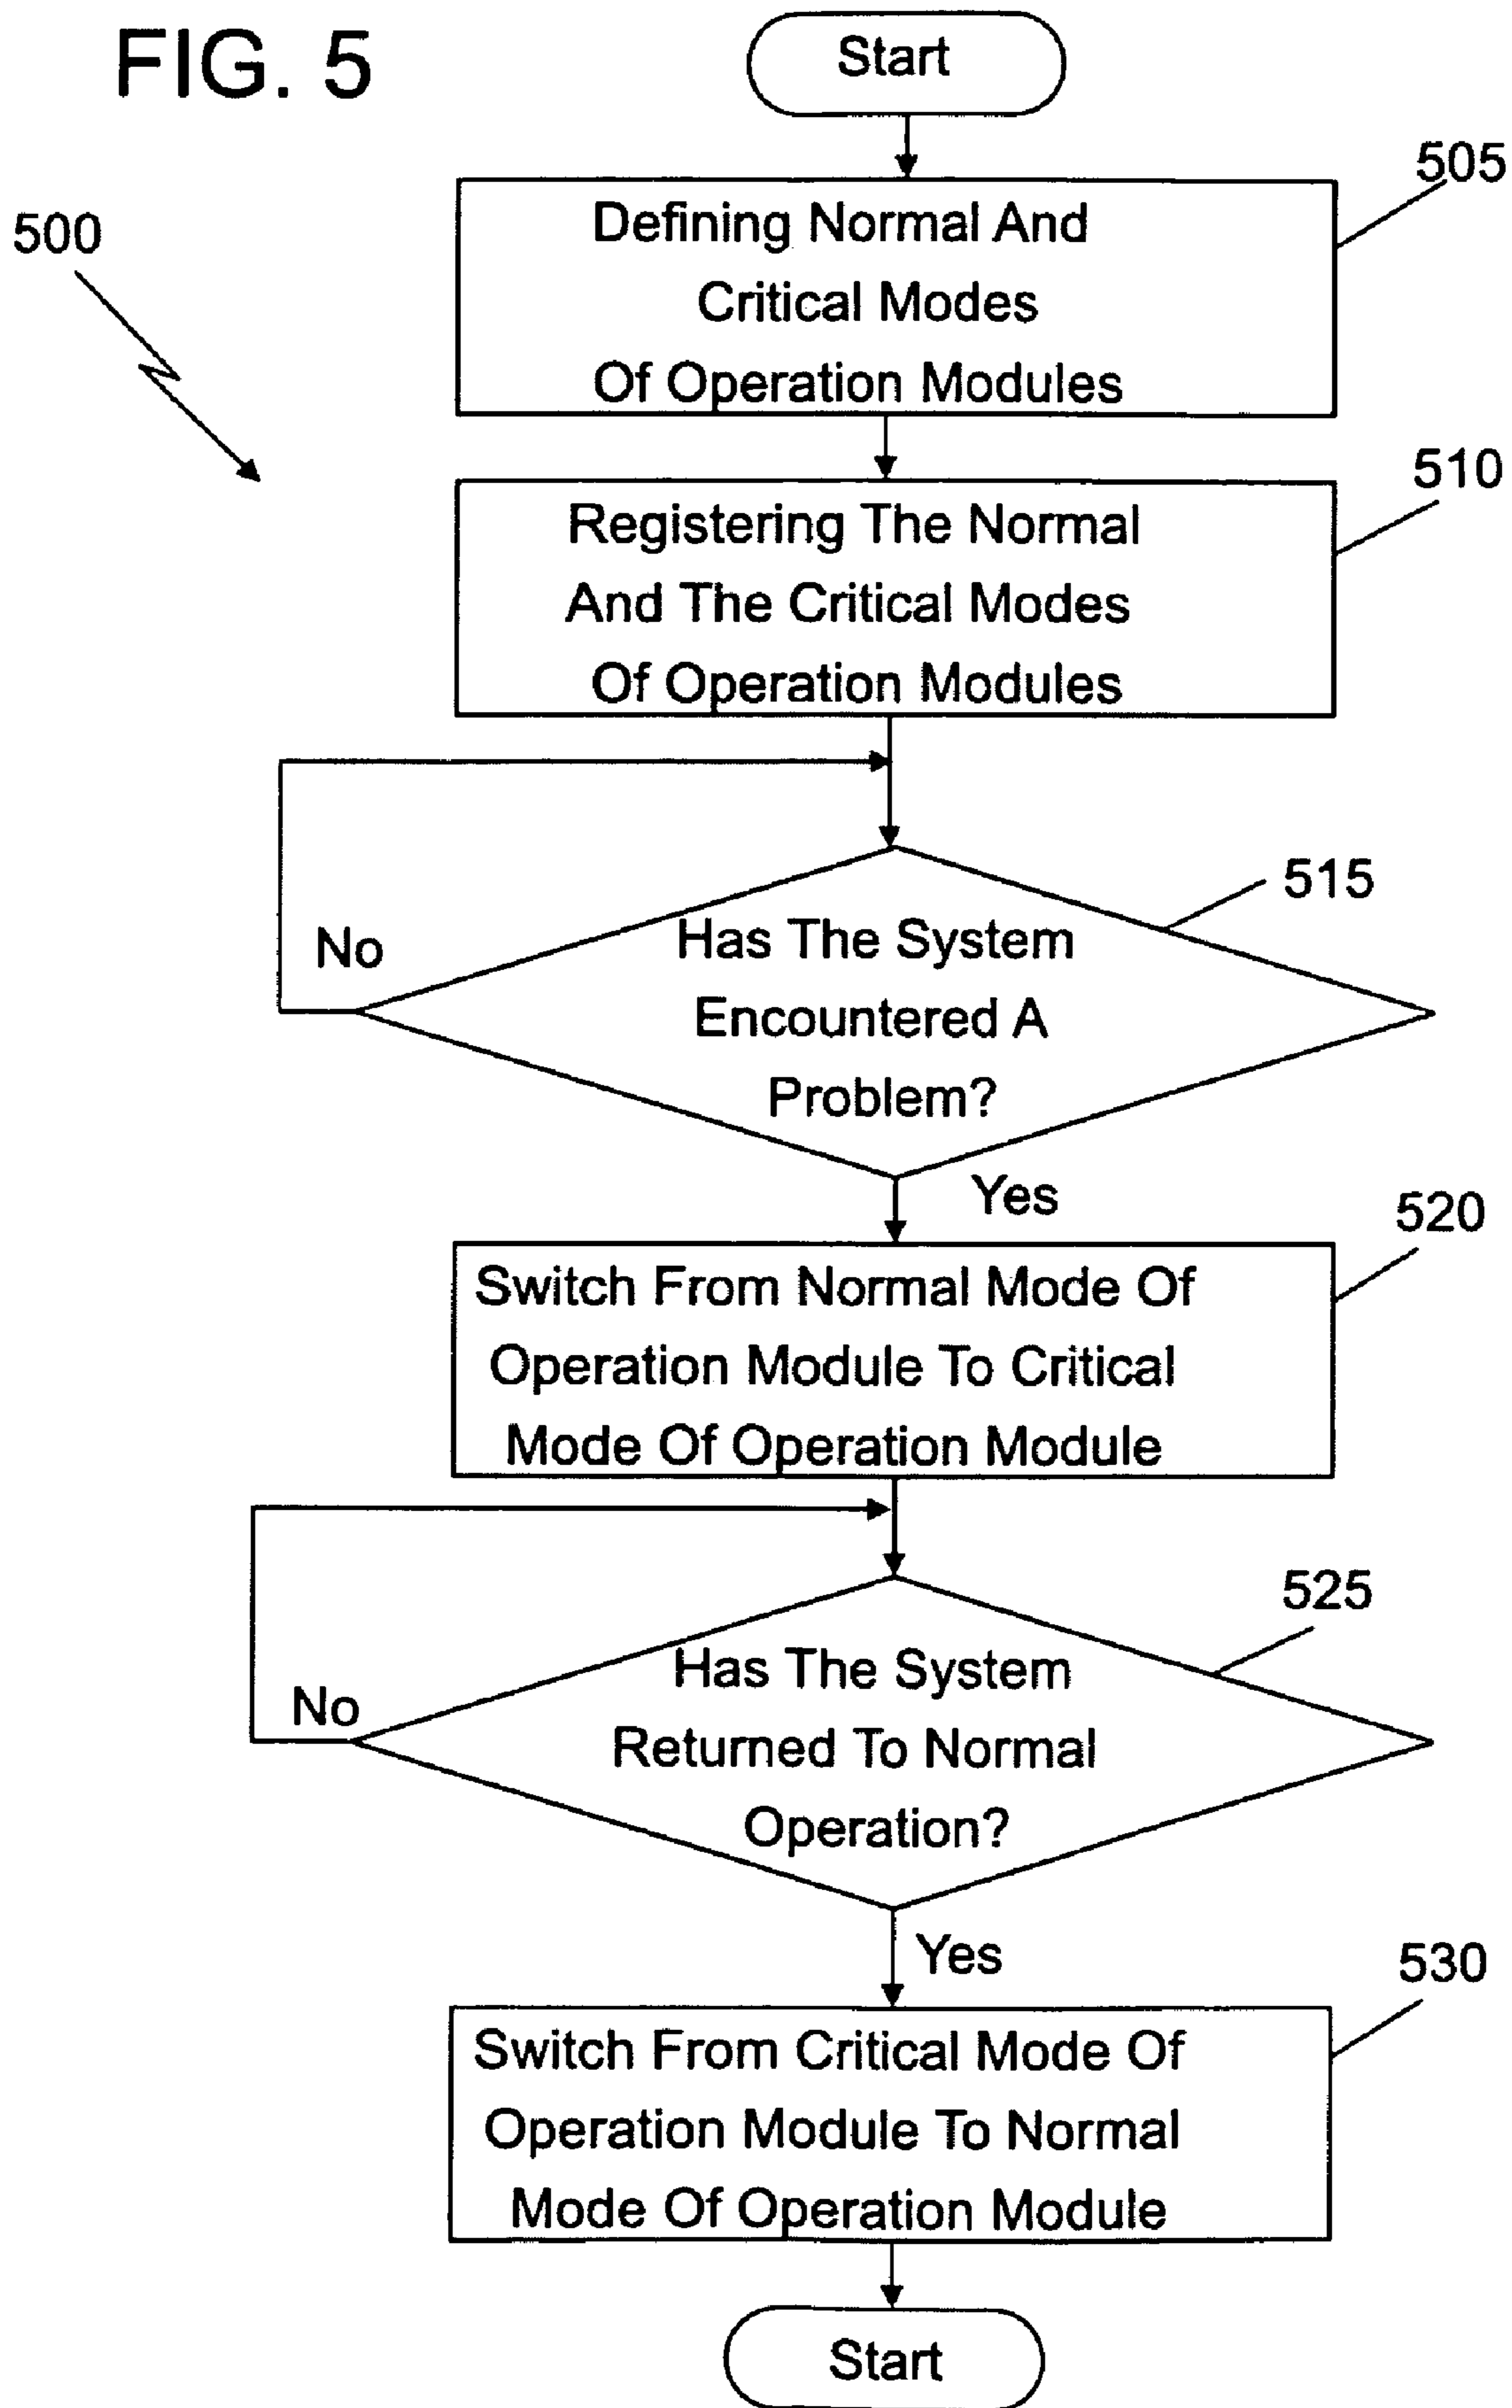 FIG. 5
Start
505
500
Defining Normal And
Critical Modes
Of Operation Modules
510
Registering The Normal
And The Critical Modes
Of Operation Modules
515
No
Has The System
Encountered A
Problem?
Yes
520
Switch From Normal Mode Of
Operation Module To Critical
Mode Of Operation Module
525
No
Has The System
Returned To Normal
Operation?
Yes
530
Switch From Critical Mode Of
Operation Module To Normal
Mode Of Operation Module
Start